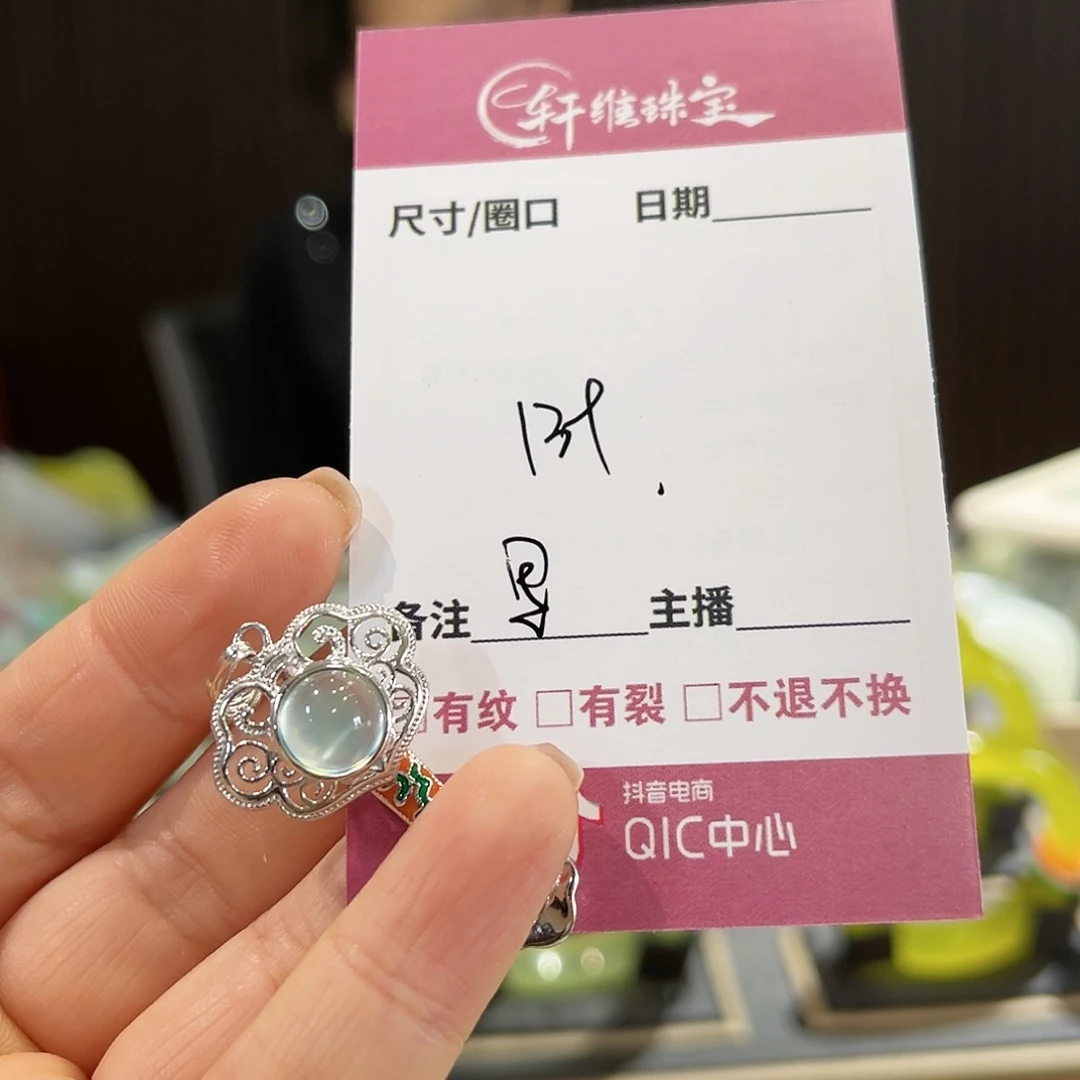 轩维珠宝
尺寸/圈口 日期
备注 主播
□有纹 □有裂 □不退不换
抖音电商
QIC中心